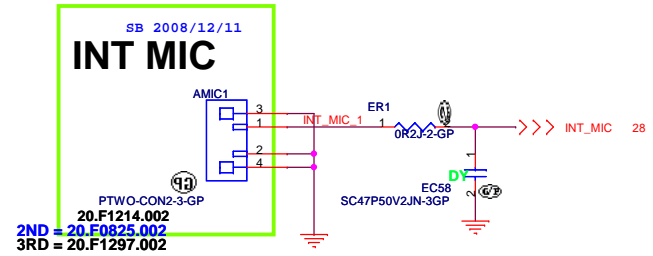 SB 2008/12/11
INT MIC
AMIC1
3
1
2
4
INT_MIC_1
ER1
1
2
0R2J-2-GP
INT_MIC 28
1
DY
2
EC58
SC47P50V2JN-3GP
G/P
GP
PTWO-CON2-3-GP
20.F1214.002
2ND = 20.F0825.002
3RD = 20.F1297.002